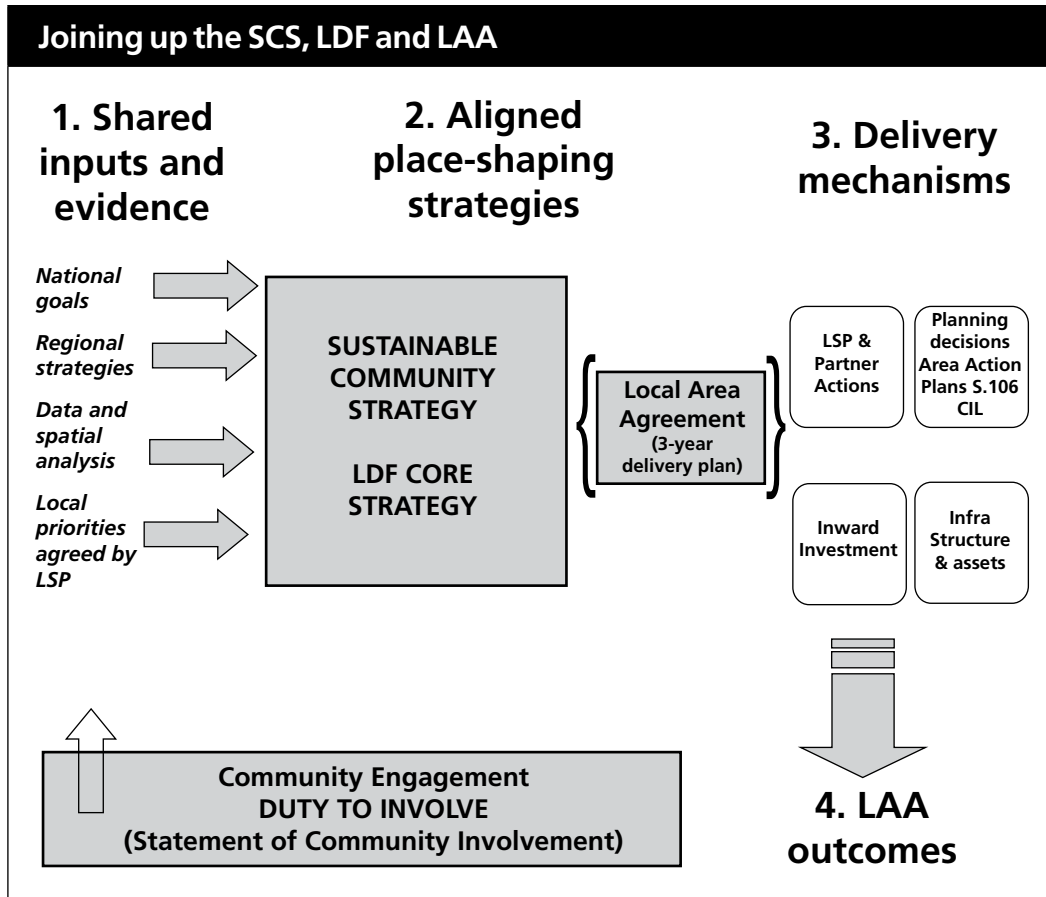 Joining up the SCS, LDF and LAA
1. Shared
inputs and
evidence
2. Aligned
place-shaping
strategies
3. Delivery
mechanisms
National
goals
Regional
strategies
Data and
spatial
analysis
Local
priorities
agreed by
LSP
SUSTAINABLE
COMMUNITY
STRATEGY
LDF CORE
STRATEGY
Local Area
Agreement
(3-year
delivery plan)
LSP &
Partner
Actions
Planning
decisions
Area Action
Plans S.106
CIL
Inward
Investment
Infra
Structure
& assets
Community Engagement
DUTY TO INVOLVE
(Statement of Community Involvement)
4. LAA
outcomes